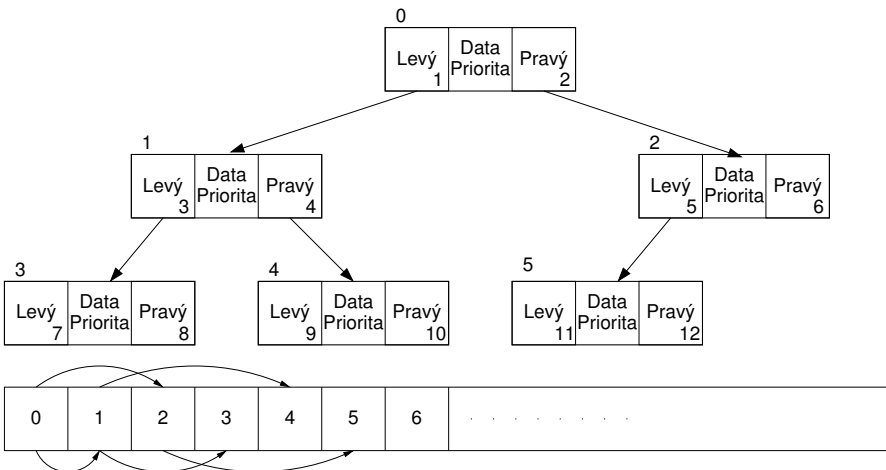 0
Levý 1 Data Priorita Pravý 2
1
2
Levý 3 Data Priorita Pravý 4
Levý 5 Data Priorita Pravý 6
3
4
5
Levý 7 Data Priorita Pravý 8
Levý 9 Data Priorita Pravý 10
Levý 11 Data Priorita Pravý 12
0 1 2 3 4 5 6 . . . . . . . .